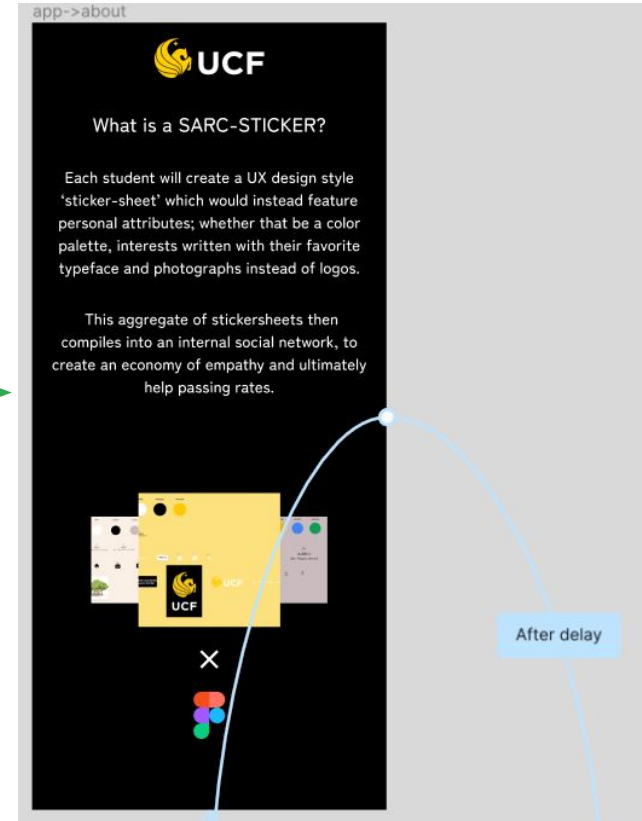 app->about
UCF
What is a SARC-STICKER?
Each student will create a UX design style
‘sticker-sheet’ which would instead feature
personal attributes; whether that be a color
palette, interests written with their favorite
typeface and photographs instead of logos.
This aggregate of stickersheets then
compiles into an internal social network, to
create an economy of empathy and ultimately
help passing rates.
UCF
UCF
After delay